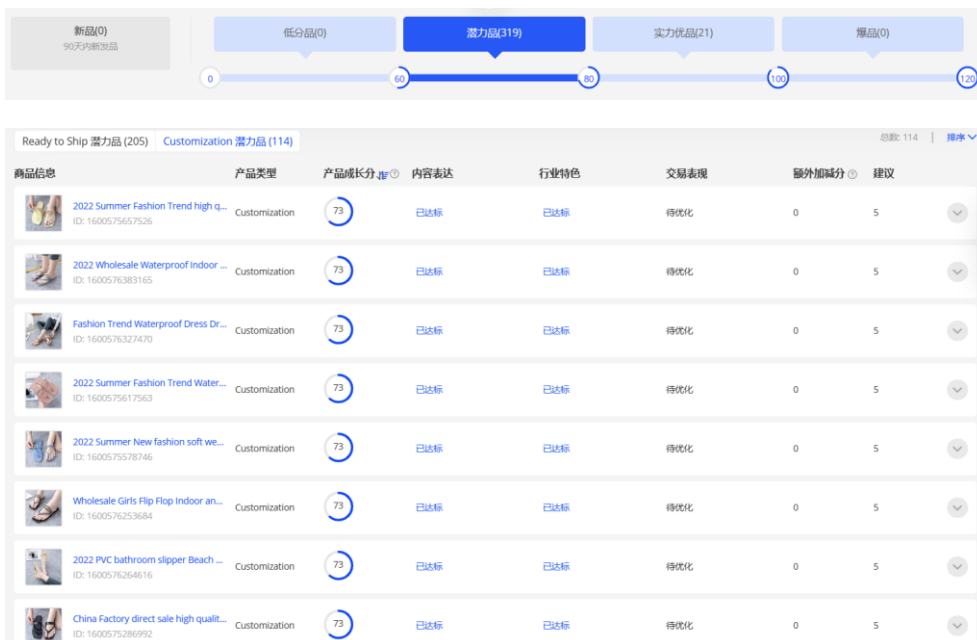 新品(0)
90天内新发品
低分品(0)
潜力品(319)
实力优品(21)
爆品(0)
0
60
80
100
120
Ready to Ship 潜力品 (205)
Customization 潜力品 (114)
总数: 114 | 排序
商品信息 产品类型 产品成长分 内容表达 行业特色 交易表现 额外加减分 建议
2022 Summer Fashion Trend high q... Customization 73 已达标 已达标 待优化 0 5
ID: 1600575657526
2022 Wholesale Waterproof Indoor ... Customization 73 已达标 已达标 待优化 0 5
ID: 1600576383165
Fashion Trend Waterproof Dress Dr... Customization 73 已达标 已达标 待优化 0 5
ID: 1600576327470
2022 Summer Fashion Trend Water... Customization 73 已达标 已达标 待优化 0 5
ID: 1600575617563
2022 Summer New fashion soft we... Customization 73 已达标 已达标 待优化 0 5
ID: 1600575578746
Wholesale Girls Flip Flop Indoor an... Customization 73 已达标 已达标 待优化 0 5
ID: 1600576253684
2022 PVC bathroom slipper Beach ... Customization 73 已达标 已达标 待优化 0 5
ID: 1600576264616
China Factory direct sale high qualit... Customization 73 已达标 已达标 待优化 0 5
ID: 1600575286992